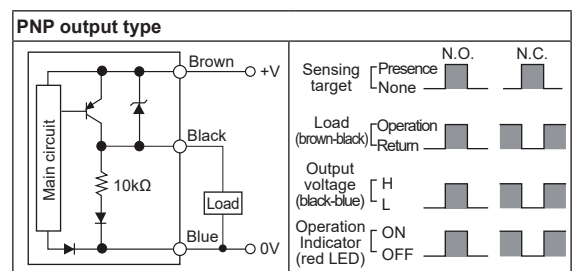 PNP output type
Brown
+V
Main circuit
Black
10kΩ
Load
Blue
0V
N.O.
N.C.
Sensing
target
Presence
None
Load
(brown-black)
Operation
Return
Output
voltage
(black-blue)
H
L
Operation
Indicator
(red LED)
ON
OFF